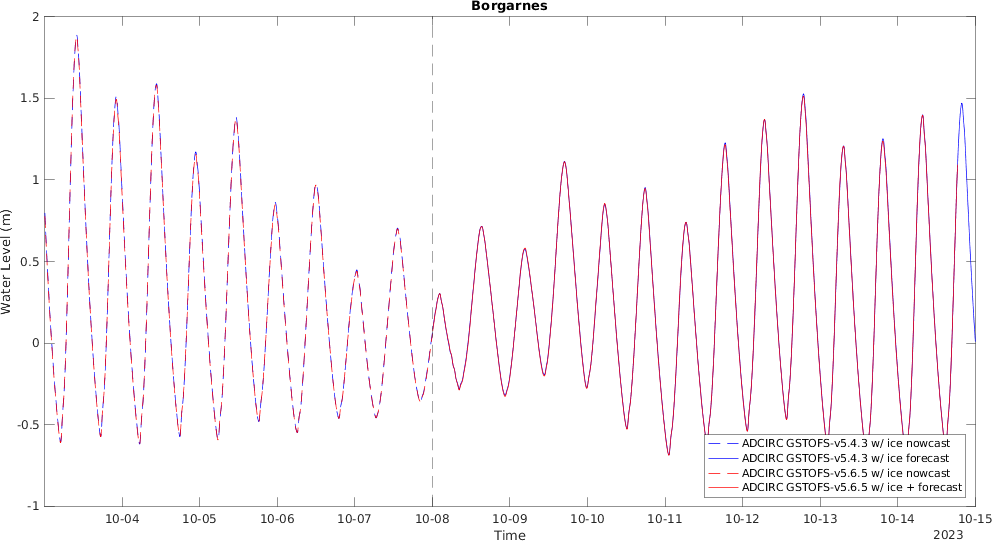 Borgarnes
2
1.5
1
0.5
0
-0.5
-1
Water Level (m)
ADCIRC GSTOFS-v5.4.3 w/ ice nowcast
ADCIRC GSTOFS-v5.4.3 w/ ice forecast
ADCIRC GSTOFS-v5.6.5 w/ ice nowcast
ADCIRC GSTOFS-v5.6.5 w/ ice + forecast
10-04 10-05 10-06 10-07 10-08 10-09 10-10 10-11 10-12 10-13 10-14 10-15
Time
2023